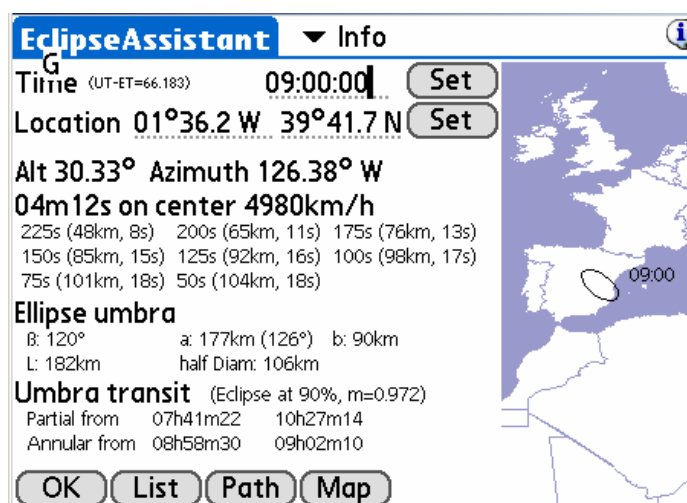 EclipseAssistant ▼ Info
G
Time (UT-ET=66.183) 09:00:00 Set
Location 01°36.2 W 39°41.7 N Set
Alt 30.33° Azimuth 126.38° W
04m12s on center 4980km/h
225s (48km, 8s) 200s (65km, 11s) 175s (76km, 13s)
150s (85km, 15s) 125s (92km, 16s) 100s (98km, 17s)
75s (101km, 18s) 50s (104km, 18s)
09:00
Ellipse umbra
ß: 120° a: 177km (126°) b: 90km
L: 182km half Diam: 106km
Umbra transit (Eclipse at 90%, m=0.972)
Partial from 07h41m22 10h27m14
Annular from 08h58m30 09h02m10
OK List Path Map